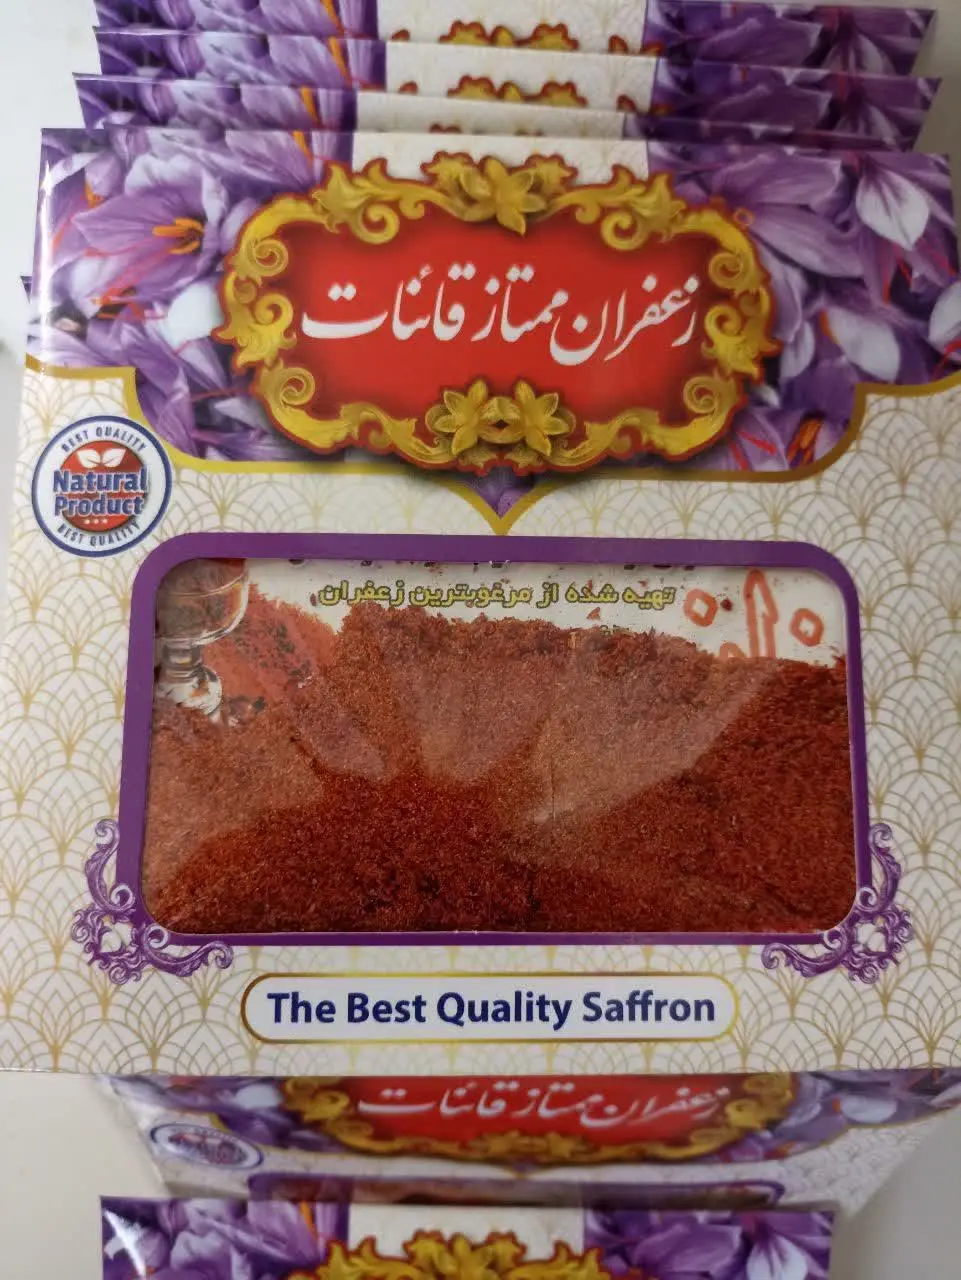 زعفران ممتاز قائنات
BEST QUALITY
Natural
Product
BEST QUALITY
تهیه شده از مرغوبترین زعفران
The Best Quality Saffron
زعفران ممتاز قائنات